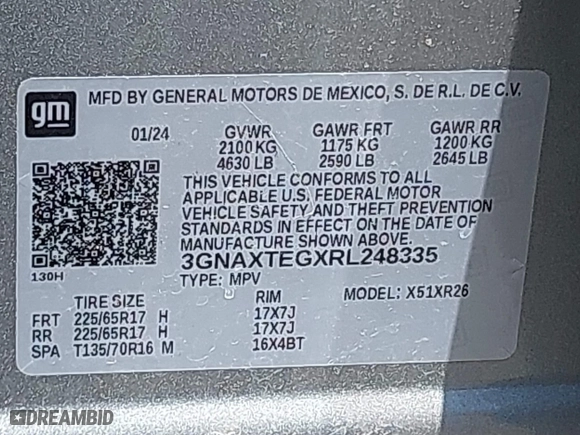 gm
MFD BY GENERAL MOTORS DE MEXICO, S. DE R.L. DE C.V.
01/24 GVWR GAWR FRT GAWR RR
2100 KG 1175 KG 1200 KG
4630 LB 2590 LB 2645 LB
THIS VEHICLE CONFORMS TO ALL
APPLICABLE U.S. FEDERAL MOTOR
VEHICLE SAFETY AND THEFT PREVENTION
STANDARDS IN EFFECT ON THE DATE OF
MANUFACTURE SHOWN ABOVE.
3GNAXTEGXRL248335
130H
TYPE: MPV MODEL: X51XR26
TIRE SIZE RIM
FRT 225/65R17 H 17X7J
RR 225/65R17 H 17X7J
SPA T135/70R16 M 16X4BT
DREAMBID